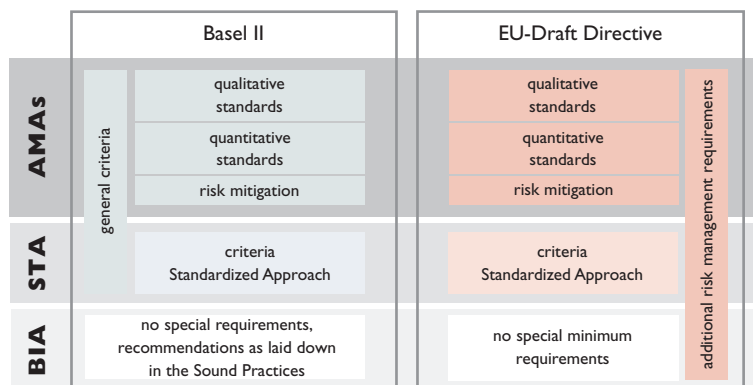 Basel II
EU-Draft Directive
AMAs
general criteria
qualitative
standards
quantitative
standards
risk mitigation
qualitative
standards
quantitative
standards
risk mitigation
additional risk management requirements
STA
criteria
Standardized Approach
criteria
Standardized Approach
BIA
no special requirements,
recommendations as laid down
in the Sound Practices
no special minimum
requirements